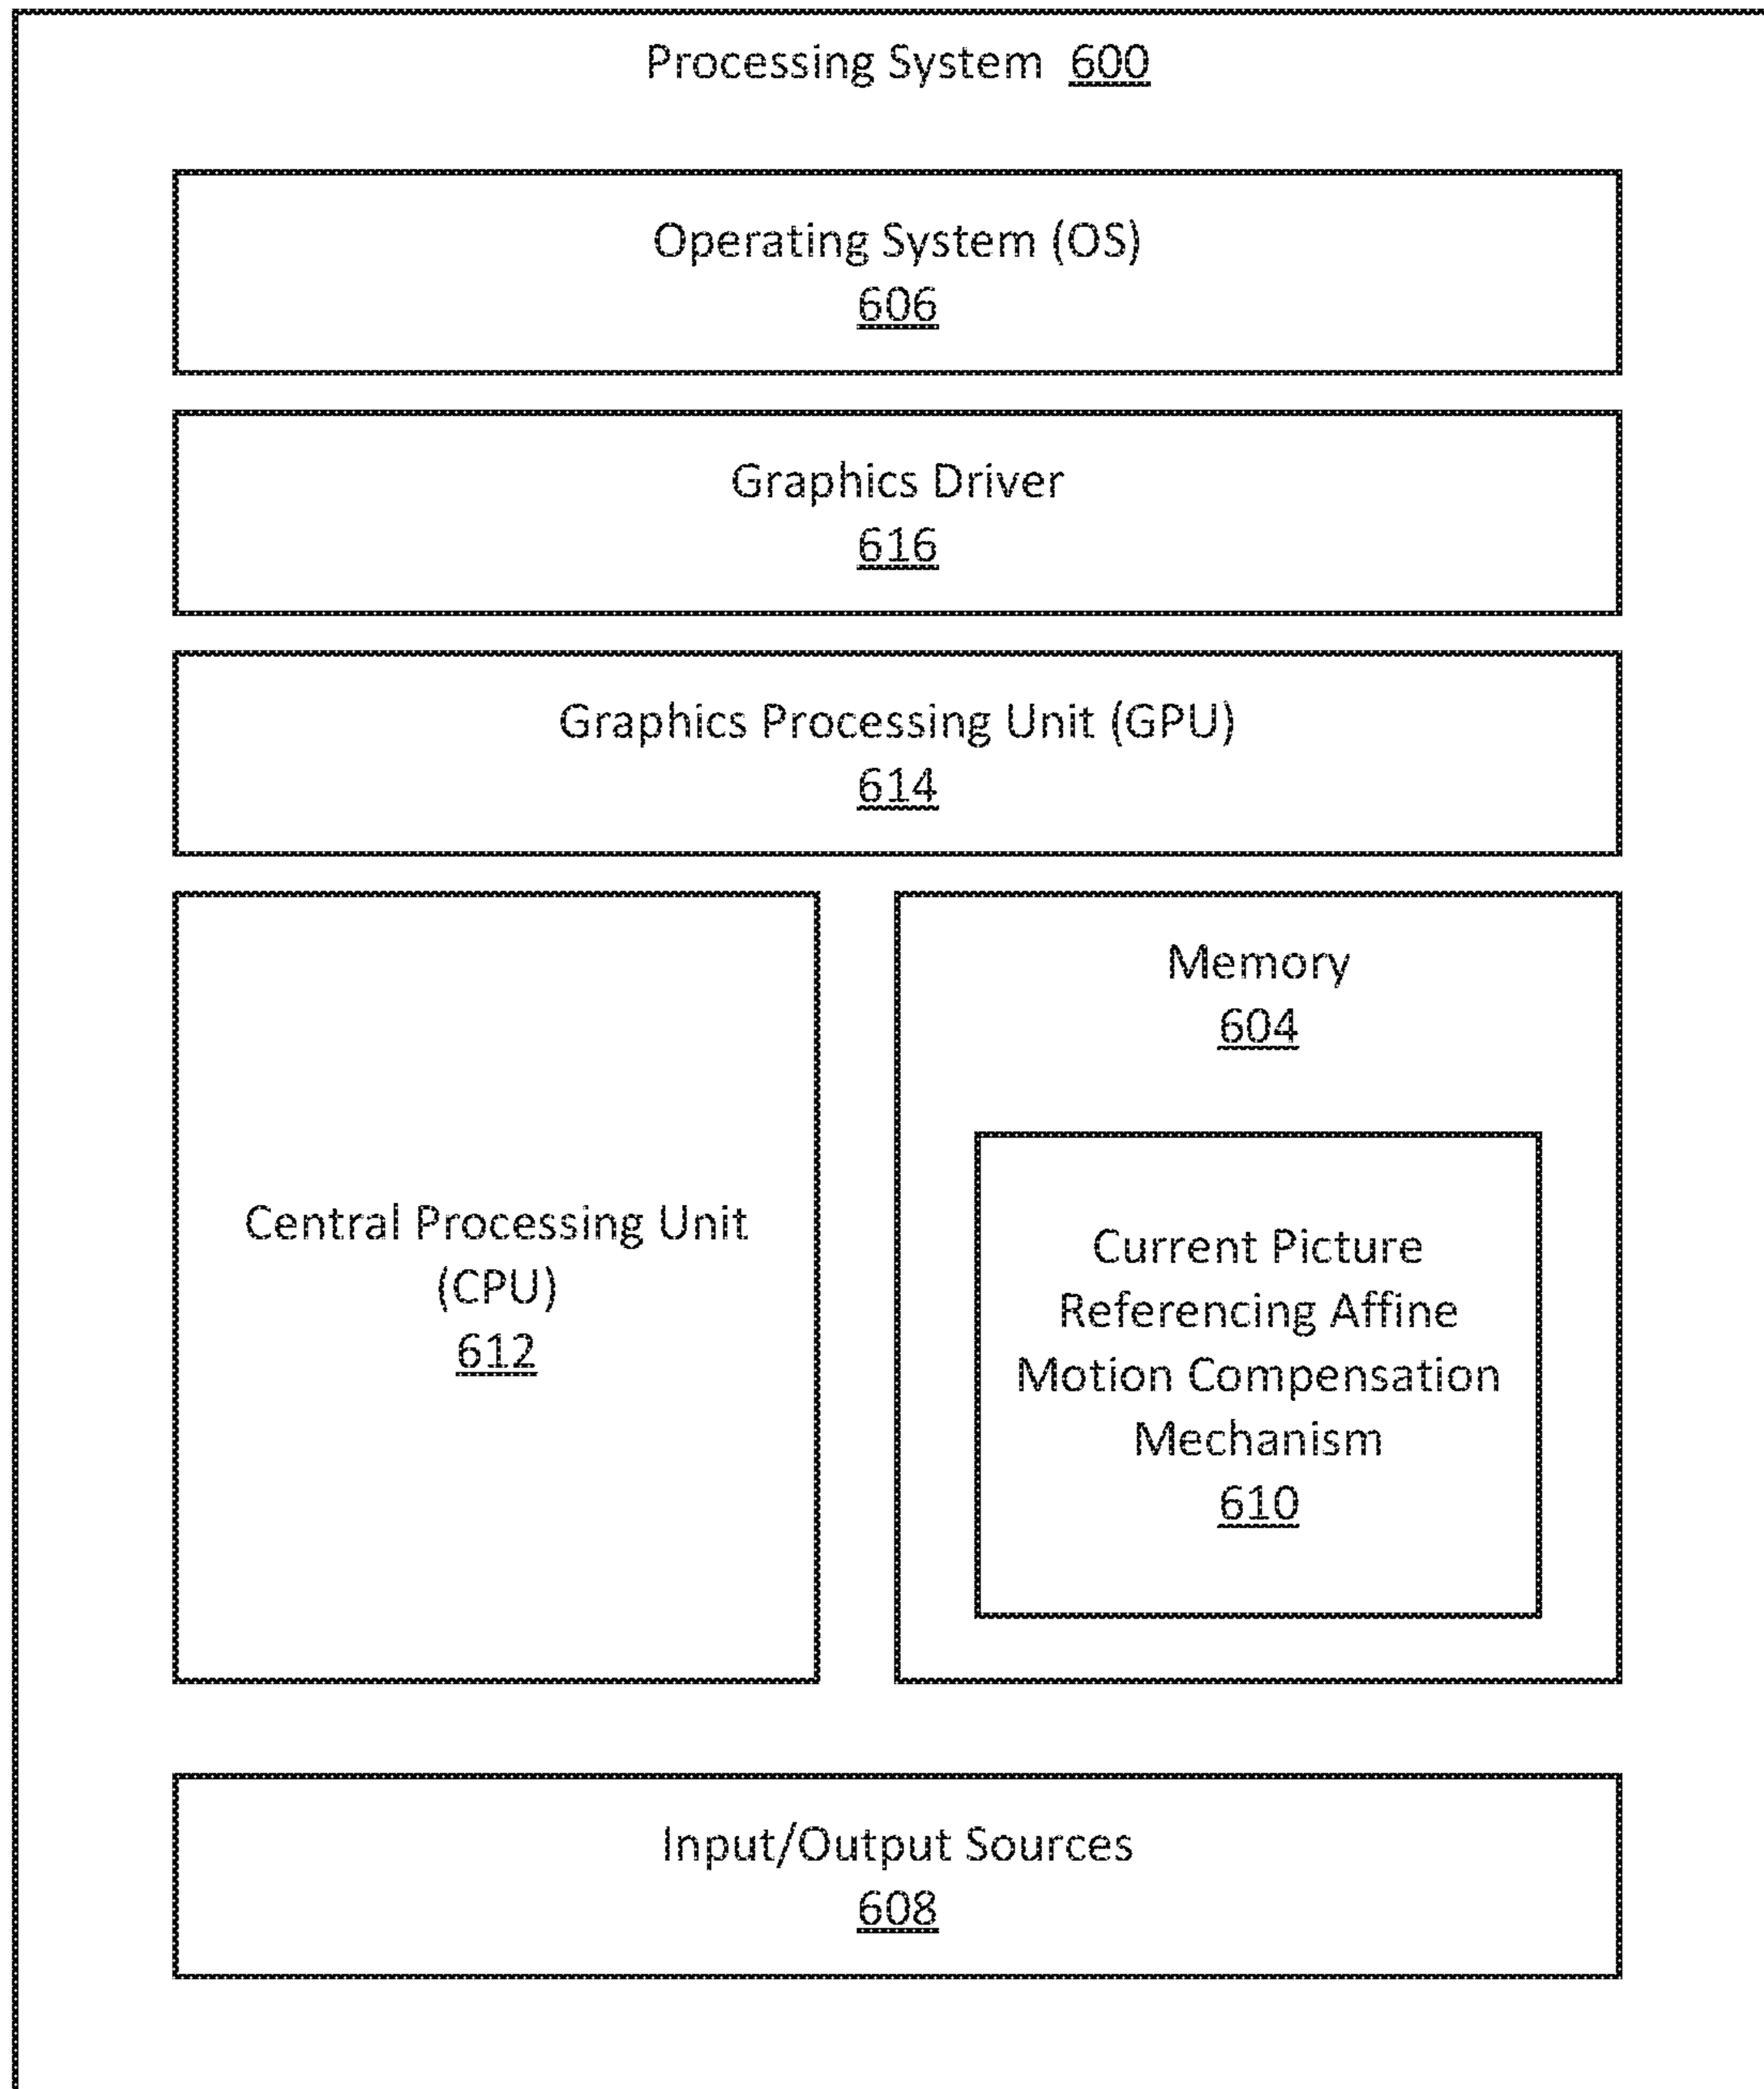 Processing System 600
Operating System (OS)
606
Graphics Driver
616
Graphics Processing Unit (GPU)
614
Central Processing Unit
(CPU)
612
Memory
604
Current Picture
Referencing Affine
Motion Compensation
Mechanism
610
Input/Output Sources
608